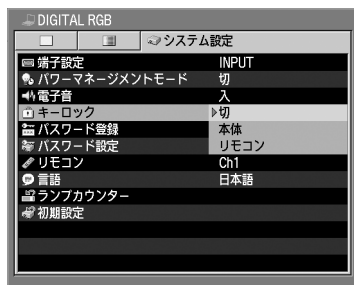 DIGITAL RGB
システム設定
端子設定 INPUT
パワーマネージメントモード 切
電子音 入
キーロック 切
パスワード登録 本体
パスワード設定 リモコン
リモコン Ch1
言語 日本語
ランプカウンター
初期設定